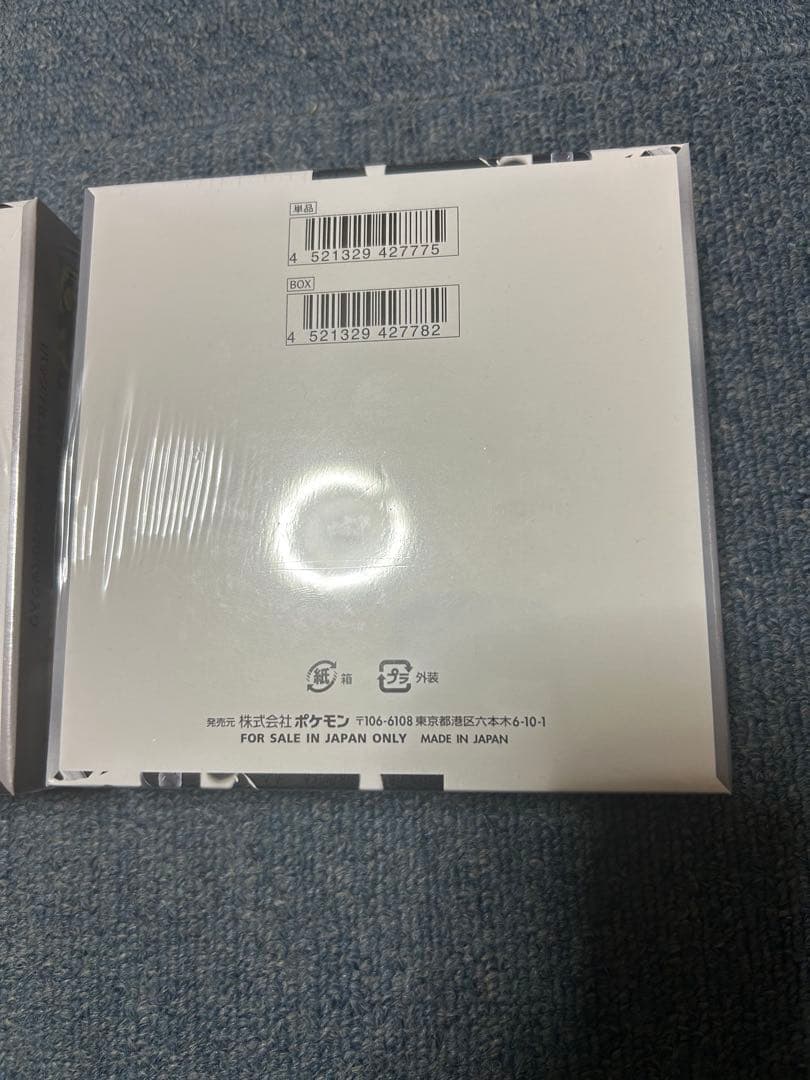 単品
4 521329 427775
BOX
4 521329 427782
紙 箱 プラ 外装
発売元 株式会社 ポケモン 〒106-6108 東京都港区六本木6-10-1
FOR SALE IN JAPAN ONLY MADE IN JAPAN